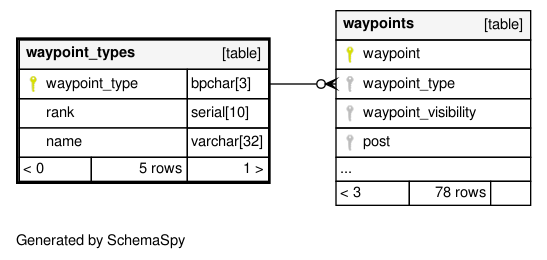 waypoint_types [table]
waypoint_type bpchar[3]
rank serial[10]
name varchar[32]
< 0 5 rows 1 >
waypoints [table]
waypoint
waypoint_type
waypoint_visibility
post
...
< 3 78 rows
Generated by SchemaSpy